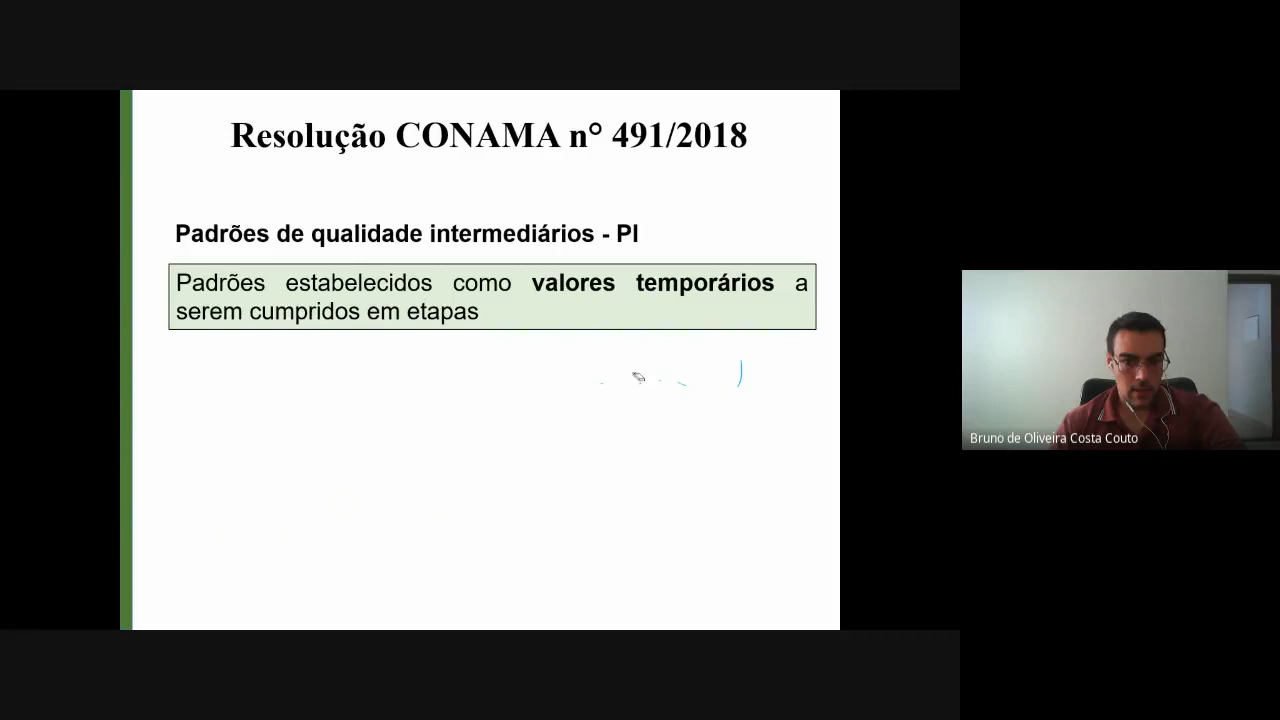 Resolução CONAMA n° 491/2018
Padrões de qualidade intermediários - PI
Padrões estabelecidos como valores temporários a
serem cumpridos em etapas
Bruno de Oliveira Costa Couto